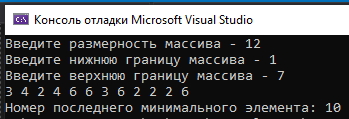 Консоль отладки Microsoft Visual Studio
Введите размерность массива - 12
Введите нижнюю границу массива - 1
Введите верхнюю границу массива - 7
3 4 2 4 6 6 3 6 2 2 2 6
Номер последнего минимального элемента: 10